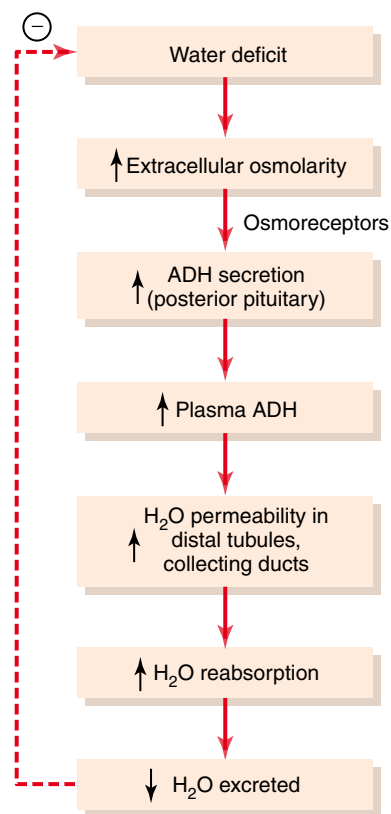 −
Water deficit
↑ Extracellular osmolarity
Osmoreceptors
↑ ADH secretion
(posterior pituitary)
↑ Plasma ADH
H₂O permeability in
↑ distal tubules,
collecting ducts
↑ H₂O reabsorption
↓ H₂O excreted